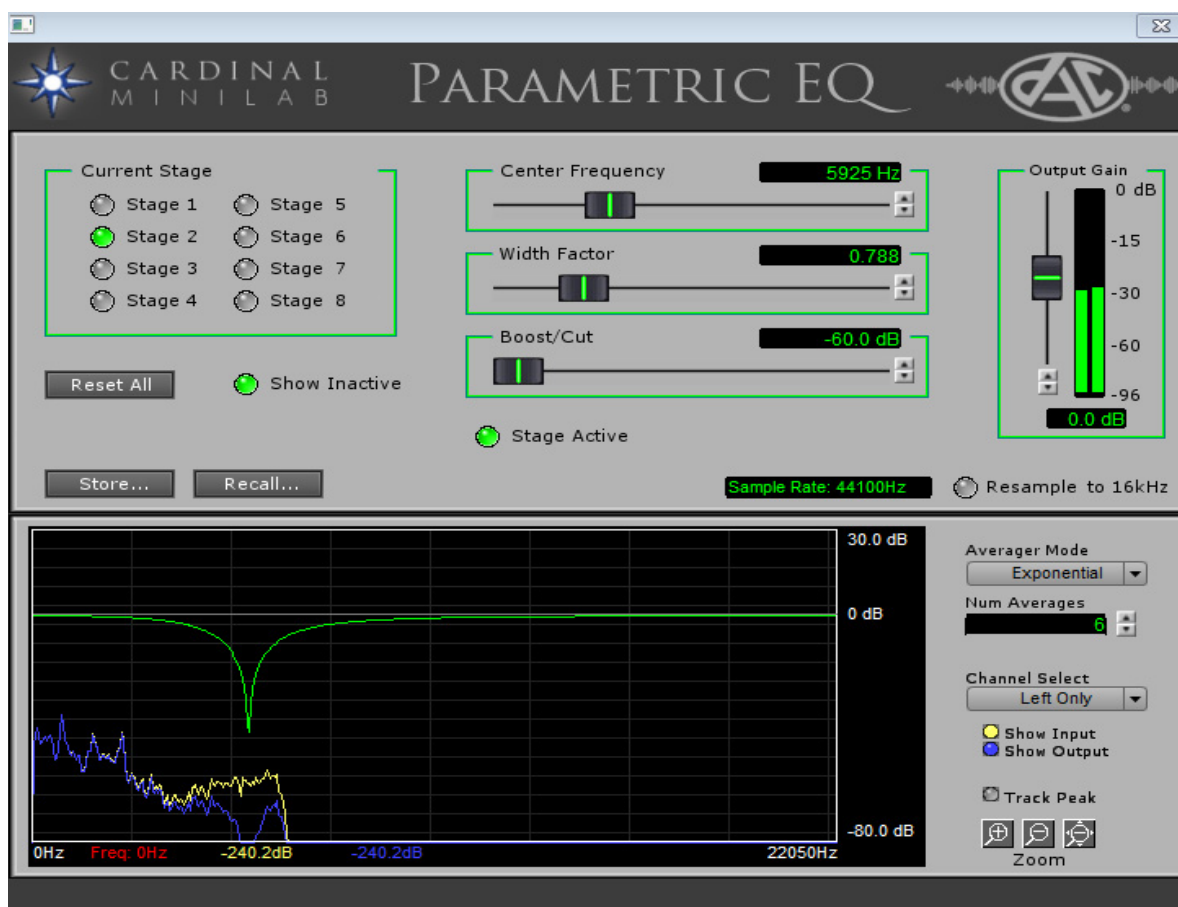 CARDINAL
MINILAB
PARAMETRIC EQ
DAC
Current Stage
Stage 1
Stage 5
Stage 2
Stage 6
Stage 3
Stage 7
Stage 4
Stage 8
Reset All
Show Inactive
Store...
Recall...
Center Frequency
5925 Hz
Width Factor
0.788
Boost/Cut
-60.0 dB
Stage Active
Output Gain
0 dB
-15
-30
-60
-96
0.0 dB
Sample Rate: 44100Hz
Resample to 16kHz
30.0 dB
0 dB
-80.0 dB
0Hz
Freq: 0Hz
-240.2dB
-240.2dB
22050Hz
Averager Mode
Exponential
Num Averages
6
Channel Select
Left Only
Show Input
Show Output
Track Peak
Zoom